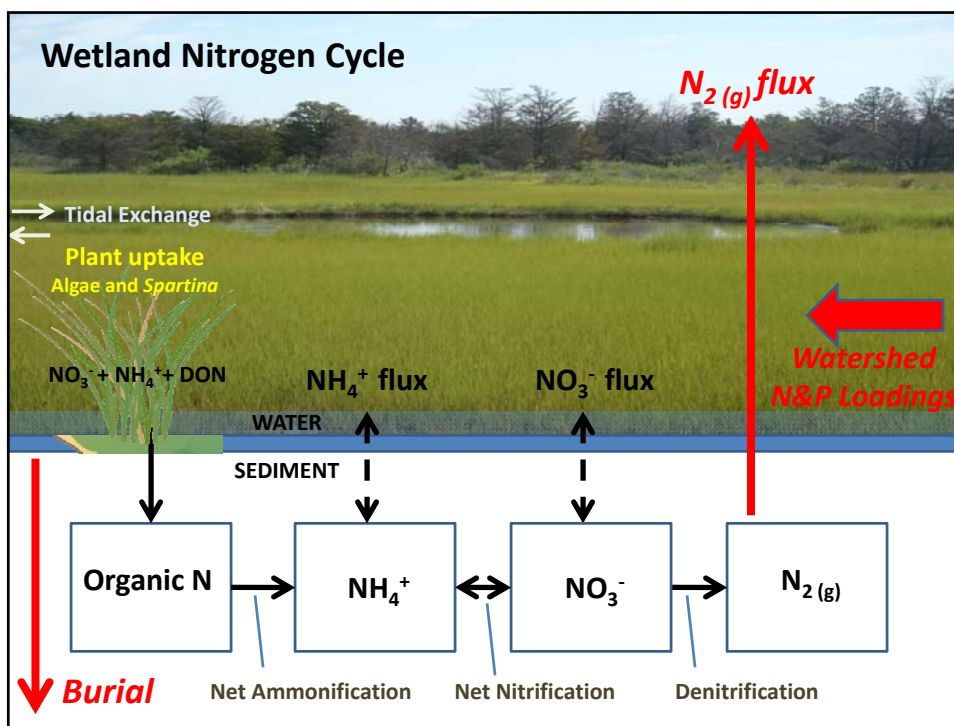 Wetland Nitrogen Cycle
N₂ (g) flux
Tidal Exchange
Plant uptake
Algae and Spartina
NO₃⁻ + NH₄⁺ + DON
NH₄⁺ flux
NO₃⁻ flux
Watershed
N&P Loadings
WATER
SEDIMENT
Organic N
NH₄⁺
NO₃⁻
N₂ (g)
Burial
Net Ammonification
Net Nitrification
Denitrification